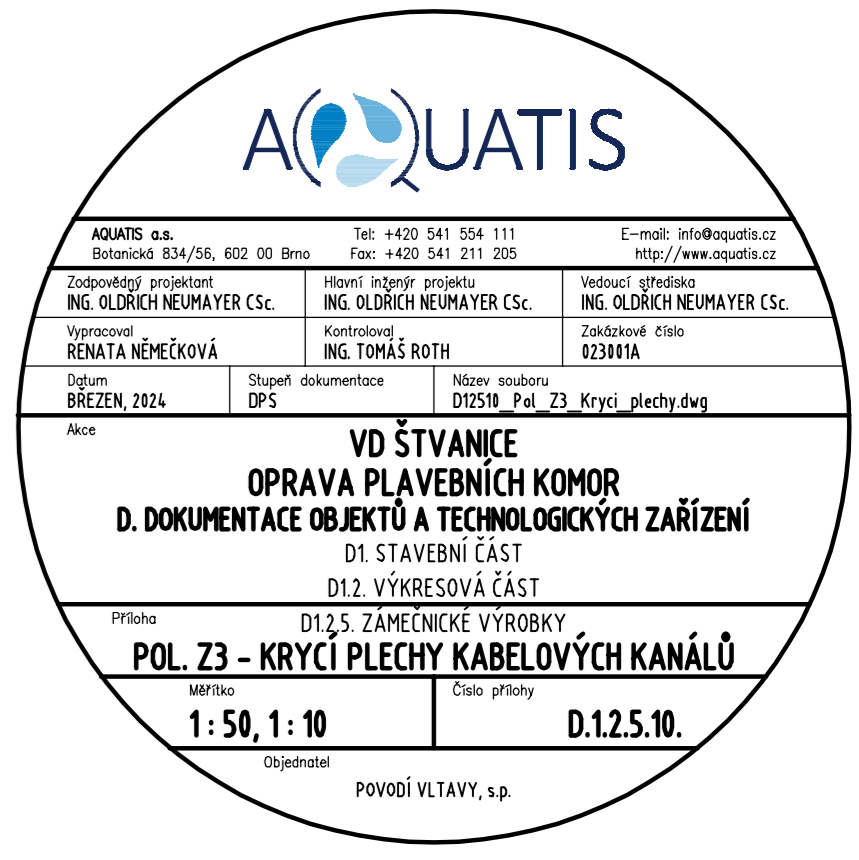 AQUATIS
AQUATIS a.s. Tel: +420 541 554 111 E-mail: info@aquatis.cz
Botanická 834/56, 602 00 Brno Fax: +420 541 211 205 http://www.aquatis.cz
Zodpovědný projektant Hlavní inženýr projektu Vedoucí střediska
ING. OLDŘICH NEUMAYER CSc. ING. OLDŘICH NEUMAYER CSc. ING. OLDŘICH NEUMAYER CSc.
Vypracoval Kontroloval Zakázkové číslo
RENATA NĚMEČKOVÁ ING. TOMÁŠ ROTH 023001A
Datum Stupeň dokumentace Název souboru
BŘEZEN, 2024 DPS D12510_Pol_Z3_Kryci_plechy.dwg
Akce
VD ŠTVANICE
OPRAVA PLAVEBNÍCH KOMOR
D. DOKUMENTACE OBJEKTŮ A TECHNOLOGICKÝCH ZAŘÍZENÍ
D1. STAVEBNÍ ČÁST
D1.2. VÝKRESOVÁ ČÁST
Příloha D1.2.5. ZÁMEČNICKÉ VÝROBKY
POL. Z3 - KRYCÍ PLECHY KABELOVÝCH KANÁLŮ
Měřítko Číslo přílohy
1 : 50, 1 : 10 D.1.2.5.10.
Objednatel
POVODÍ VLTAVY, s.p.